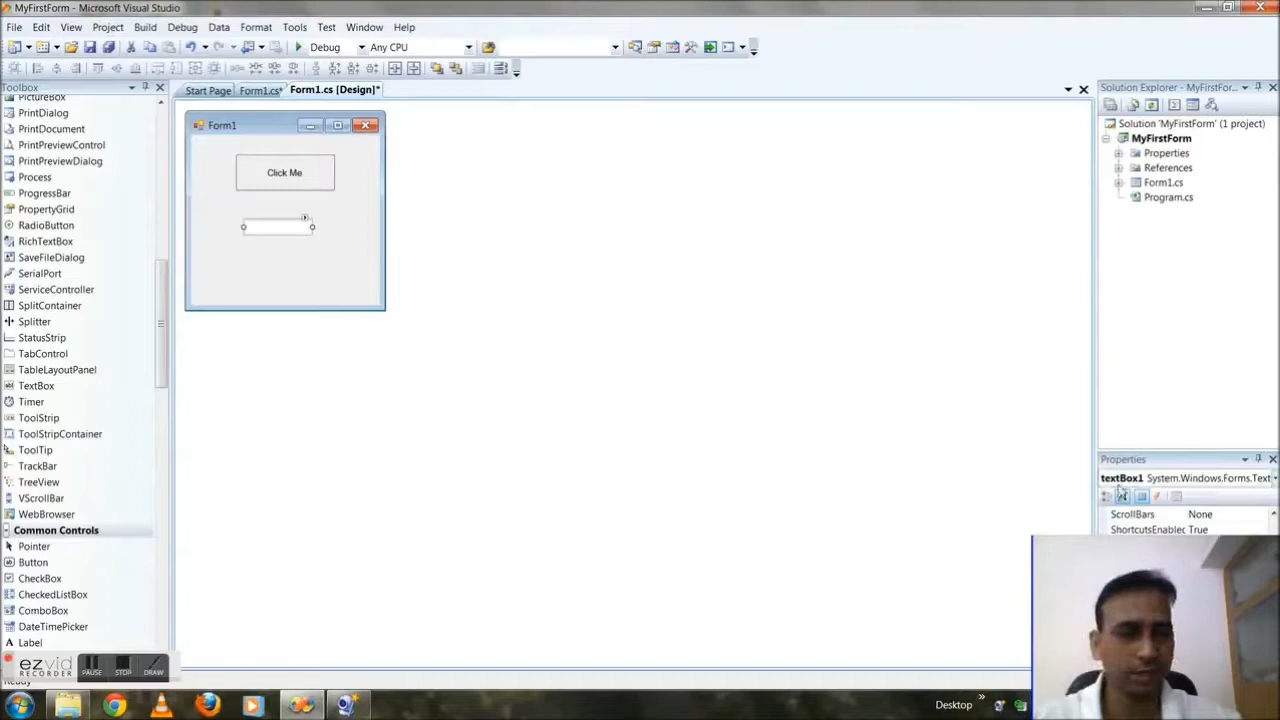 MyFirstForm - Microsoft Visual Studio
File Edit View Project Build Debug Data Format Tools Test Window Help
Debug Any CPU
Toolbox
PictureBox
PrintDialog
PrintDocument
PrintPreviewControl
PrintPreviewDialog
Process
ProgressBar
PropertyGrid
RadioButton
RichTextBox
SaveFileDialog
SerialPort
ServiceController
SplitContainer
Splitter
StatusStrip
TabControl
TableLayoutPanel
TextBox
Timer
ToolStrip
ToolStripContainer
ToolTip
TrackBar
TreeView
VScrollBar
WebBrowser
Common Controls
Pointer
Button
CheckBox
CheckedListBox
ComboBox
DateTimePicker
A Label
Start Page Form1.cs* Form1.cs [Design]*
Form1
Click Me
Solution Explorer - MyFirstFor...
Solution 'MyFirstForm' (1 project)
MyFirstForm
Properties
References
Form1.cs
Program.cs
Properties
textBox1 System.Windows.Forms.Text
ScrollBars None
ShortcutsEnablec True
ezvid
RECORDER
PAUSE STOP DRAW
Desktop